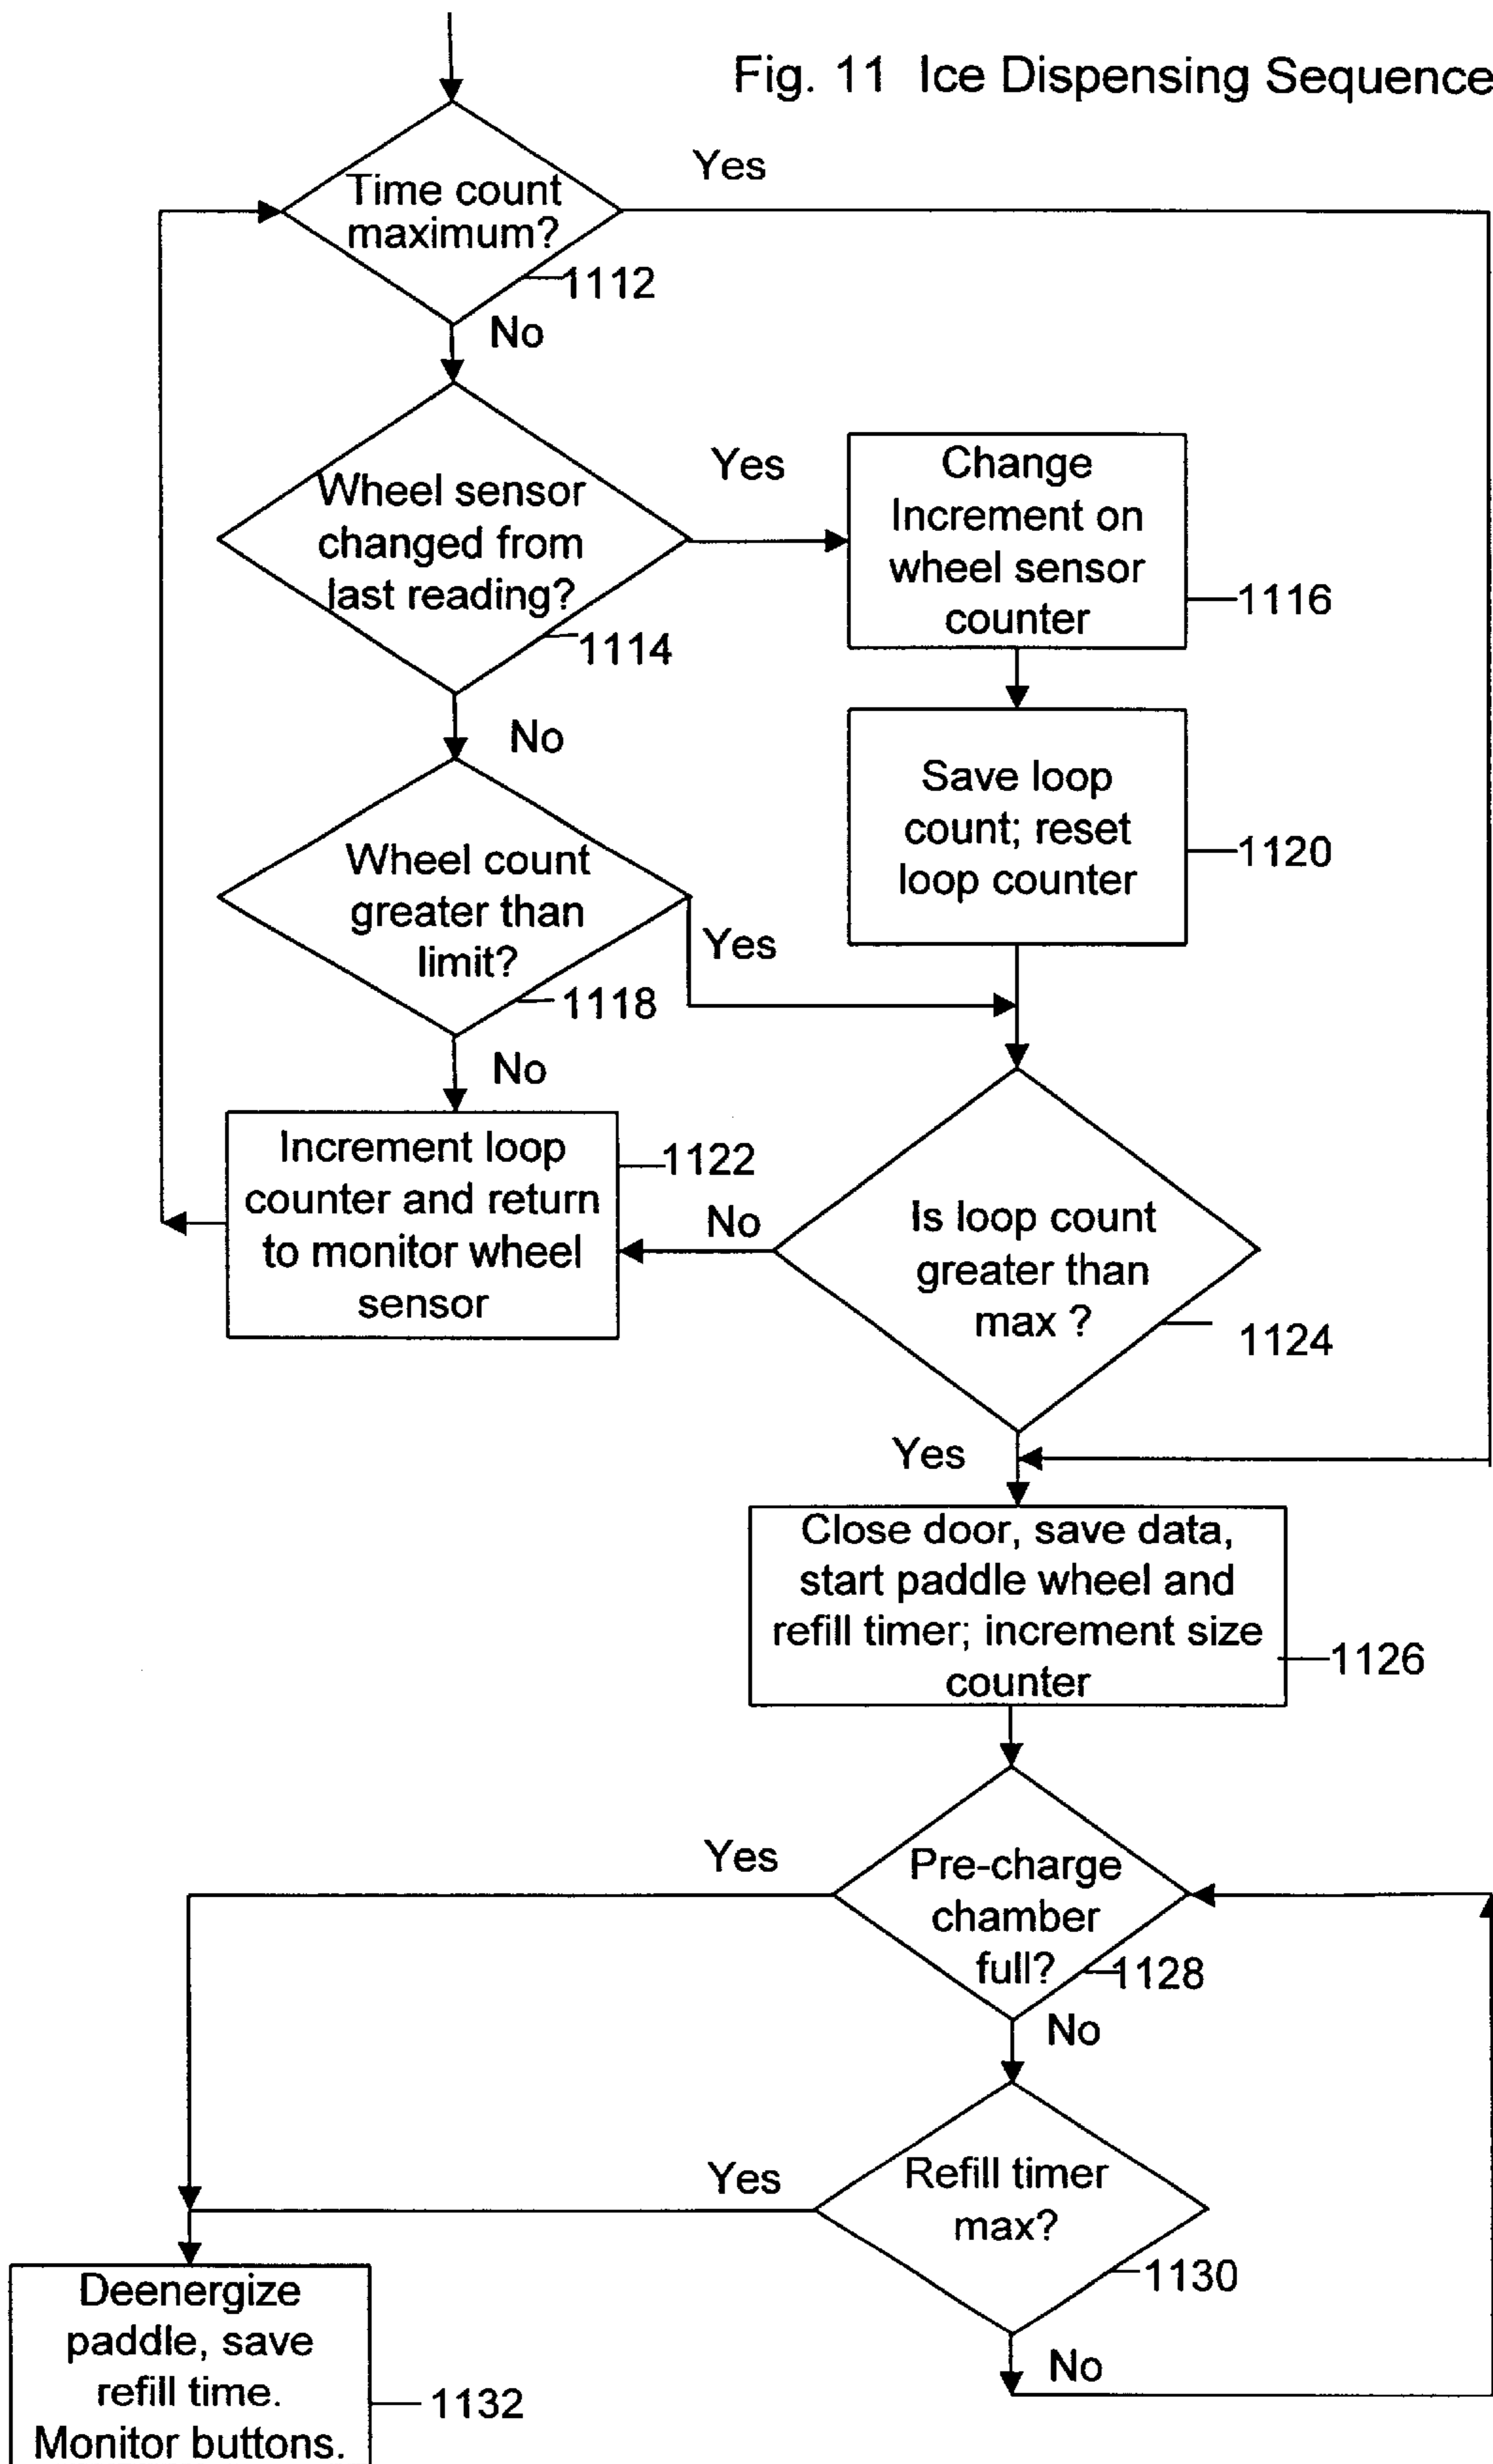 Fig. 11 Ice Dispensing Sequence
Time count
maximum?
Yes
1112
No
Wheel sensor
changed from
last reading?
Yes
1114
Change
Increment on
wheel sensor
counter
1116
No
Save loop
count; reset
loop counter
1120
Wheel count
greater than
limit?
Yes
1118
No
Increment loop
counter and return
to monitor wheel
sensor
1122
No
Is loop count
greater than
max ?
1124
Yes
Close door, save data,
start paddle wheel and
refill timer; increment size
counter
1126
Yes
Pre-charge
chamber
full?
1128
No
Yes
Refill timer
max?
1130
No
Deenergize
paddle, save
refill time.
Monitor buttons.
1132